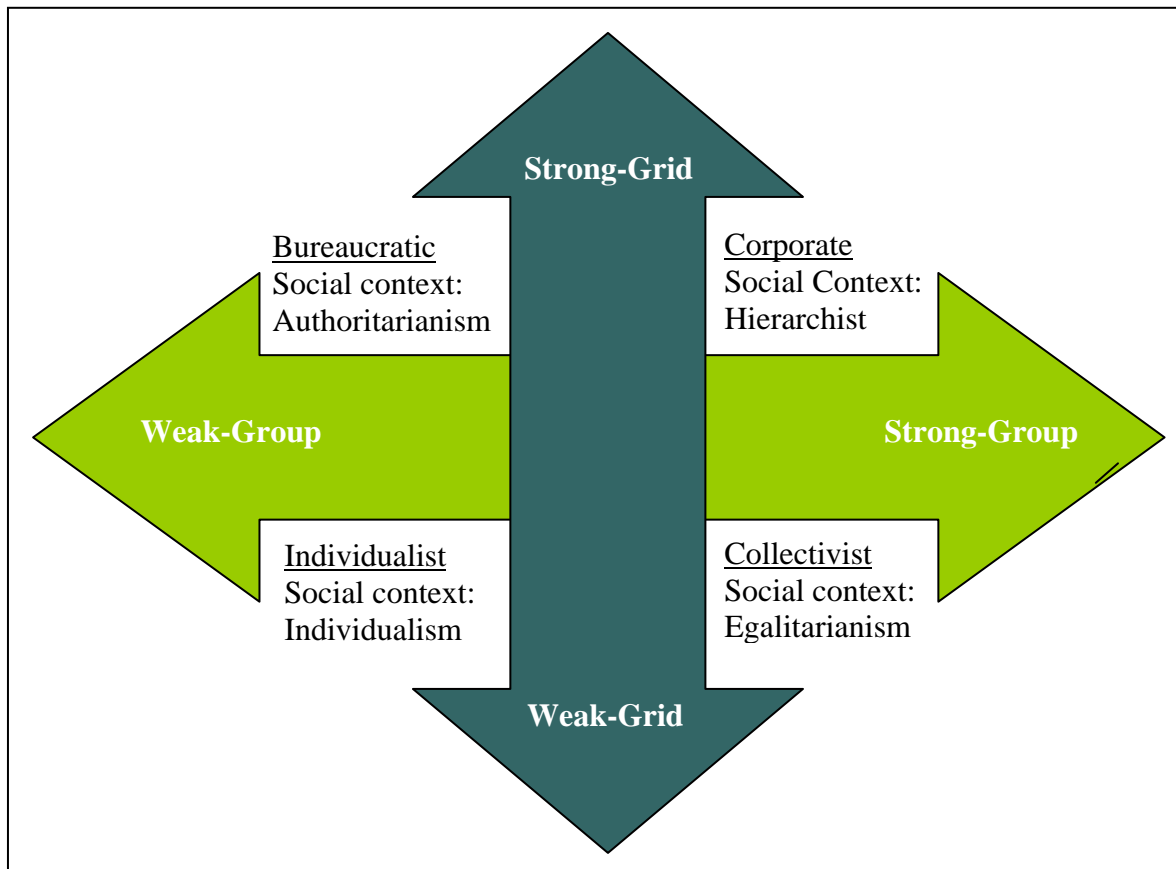 Strong-Grid
Bureaucratic
Social context:
Authoritarianism
Corporate
Social Context:
Hierarchist
Weak-Group
Strong-Group
Individualist
Social context:
Individualism
Collectivist
Social context:
Egalitarianism
Weak-Grid